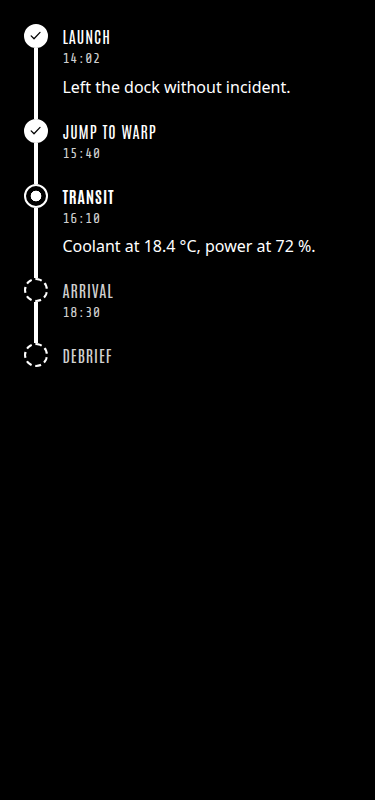 LAUNCH
14:02
Left the dock without incident.
JUMP TO WARP
15:40
TRANSIT
16:10
Coolant at 18.4 °C, power at 72 %.
ARRIVAL
18:30
DEBRIEF